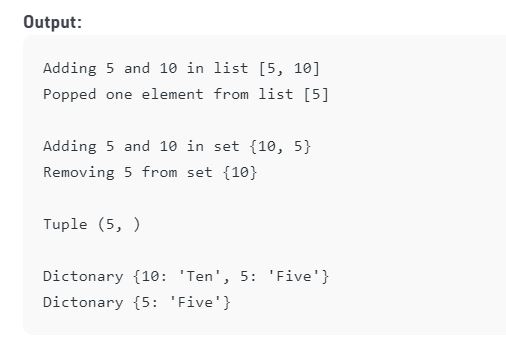 Output:
Adding 5 and 10 in list [5, 10]
Popped one element from list [5]
Adding 5 and 10 in set {10, 5}
Removing 5 from set {10}
Tuple (5, )
Dictonary {10: 'Ten', 5: 'Five'}
Dictonary {5: 'Five'}